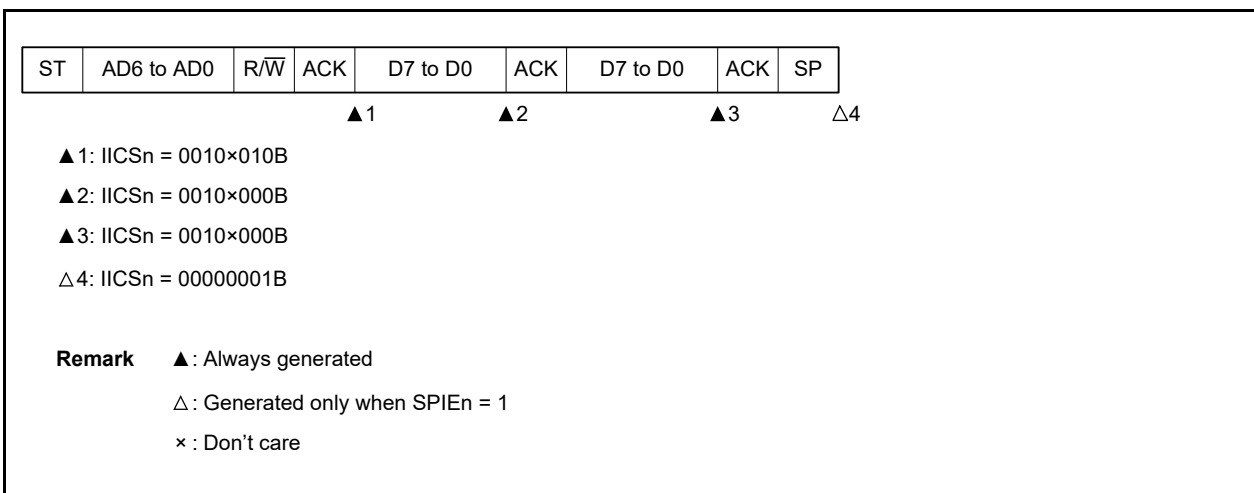 ST AD6 to AD0 R/W̅ ACK D7 to D0 ACK D7 to D0 ACK SP
▲1 ▲2 ▲3 △4
▲1: IICSn = 0010×010B
▲2: IICSn = 0010×000B
▲3: IICSn = 0010×000B
△4: IICSn = 00000001B
Remark ▲: Always generated
△: Generated only when SPIEn = 1
×: Don't care